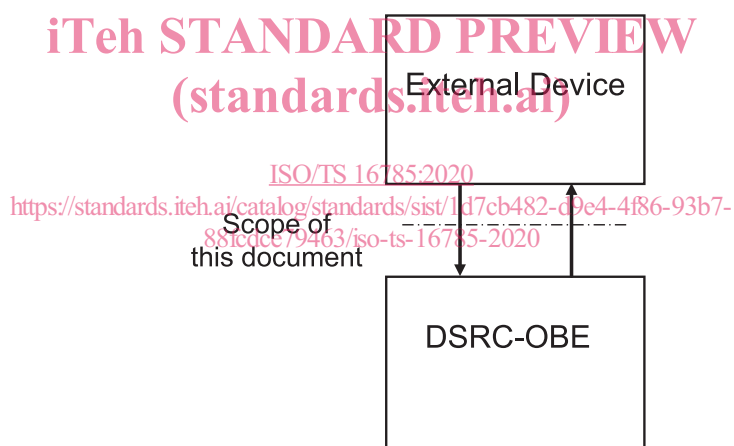 iTeh STANDARD PREVIEW
(standards.iteh.ai)
External Device
ISO/TS 16785:2020
https://standards.iteh.ai/catalog/standards/sist/1d7cb482-d9e4-4f86-93b7-
88fcdce79463/iso-ts-16785-2020
Scope of
this document
DSRC-OBE